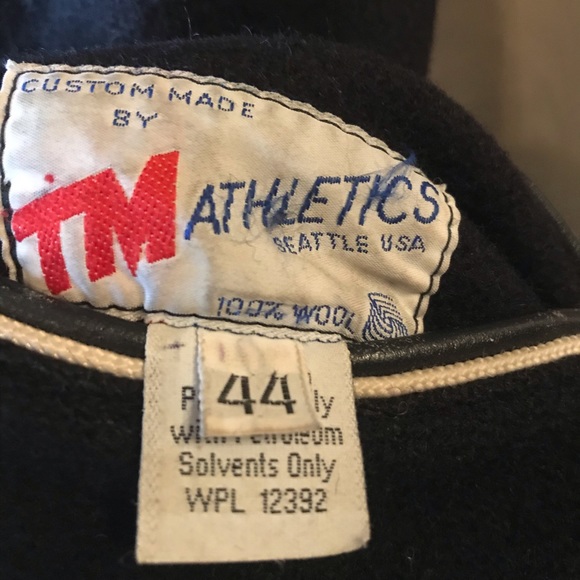 CUSTOM MADE
BY
TM ATHLETICS
SEATTLE USA
100% WOOL
44
With Petroleum
Solvents Only
WPL 12392